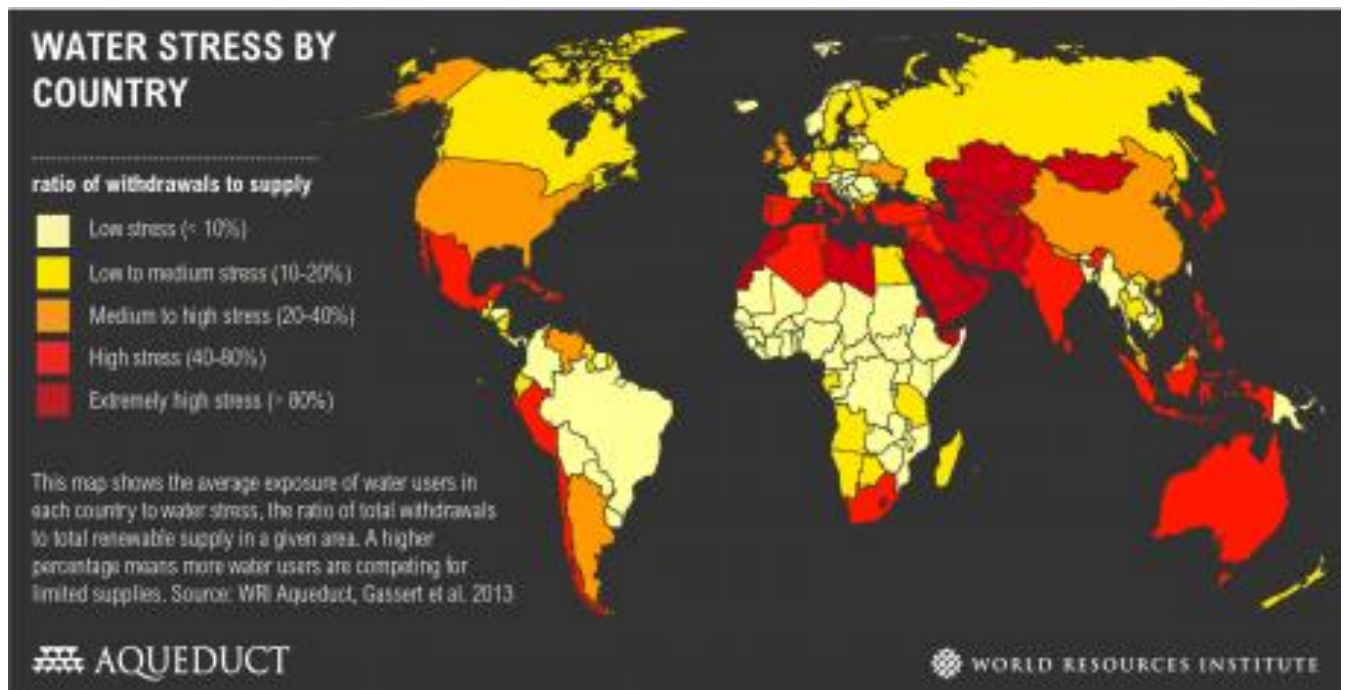 WATER STRESS BY
COUNTRY
ratio of withdrawals to supply
Low stress (< 10%)
Low to medium stress (10-20%)
Medium to high stress (20-40%)
High stress (40-80%)
Extremely high stress (> 80%)
This map shows the average exposure of water users in
each country to water stress, the ratio of total withdrawals
to total renewable supply in a given area. A higher
percentage means more water users are competing for
limited supplies. Source: WRI Aqueduct, Gassert et al. 2013
AQUEDUCT
WORLD RESOURCES INSTITUTE